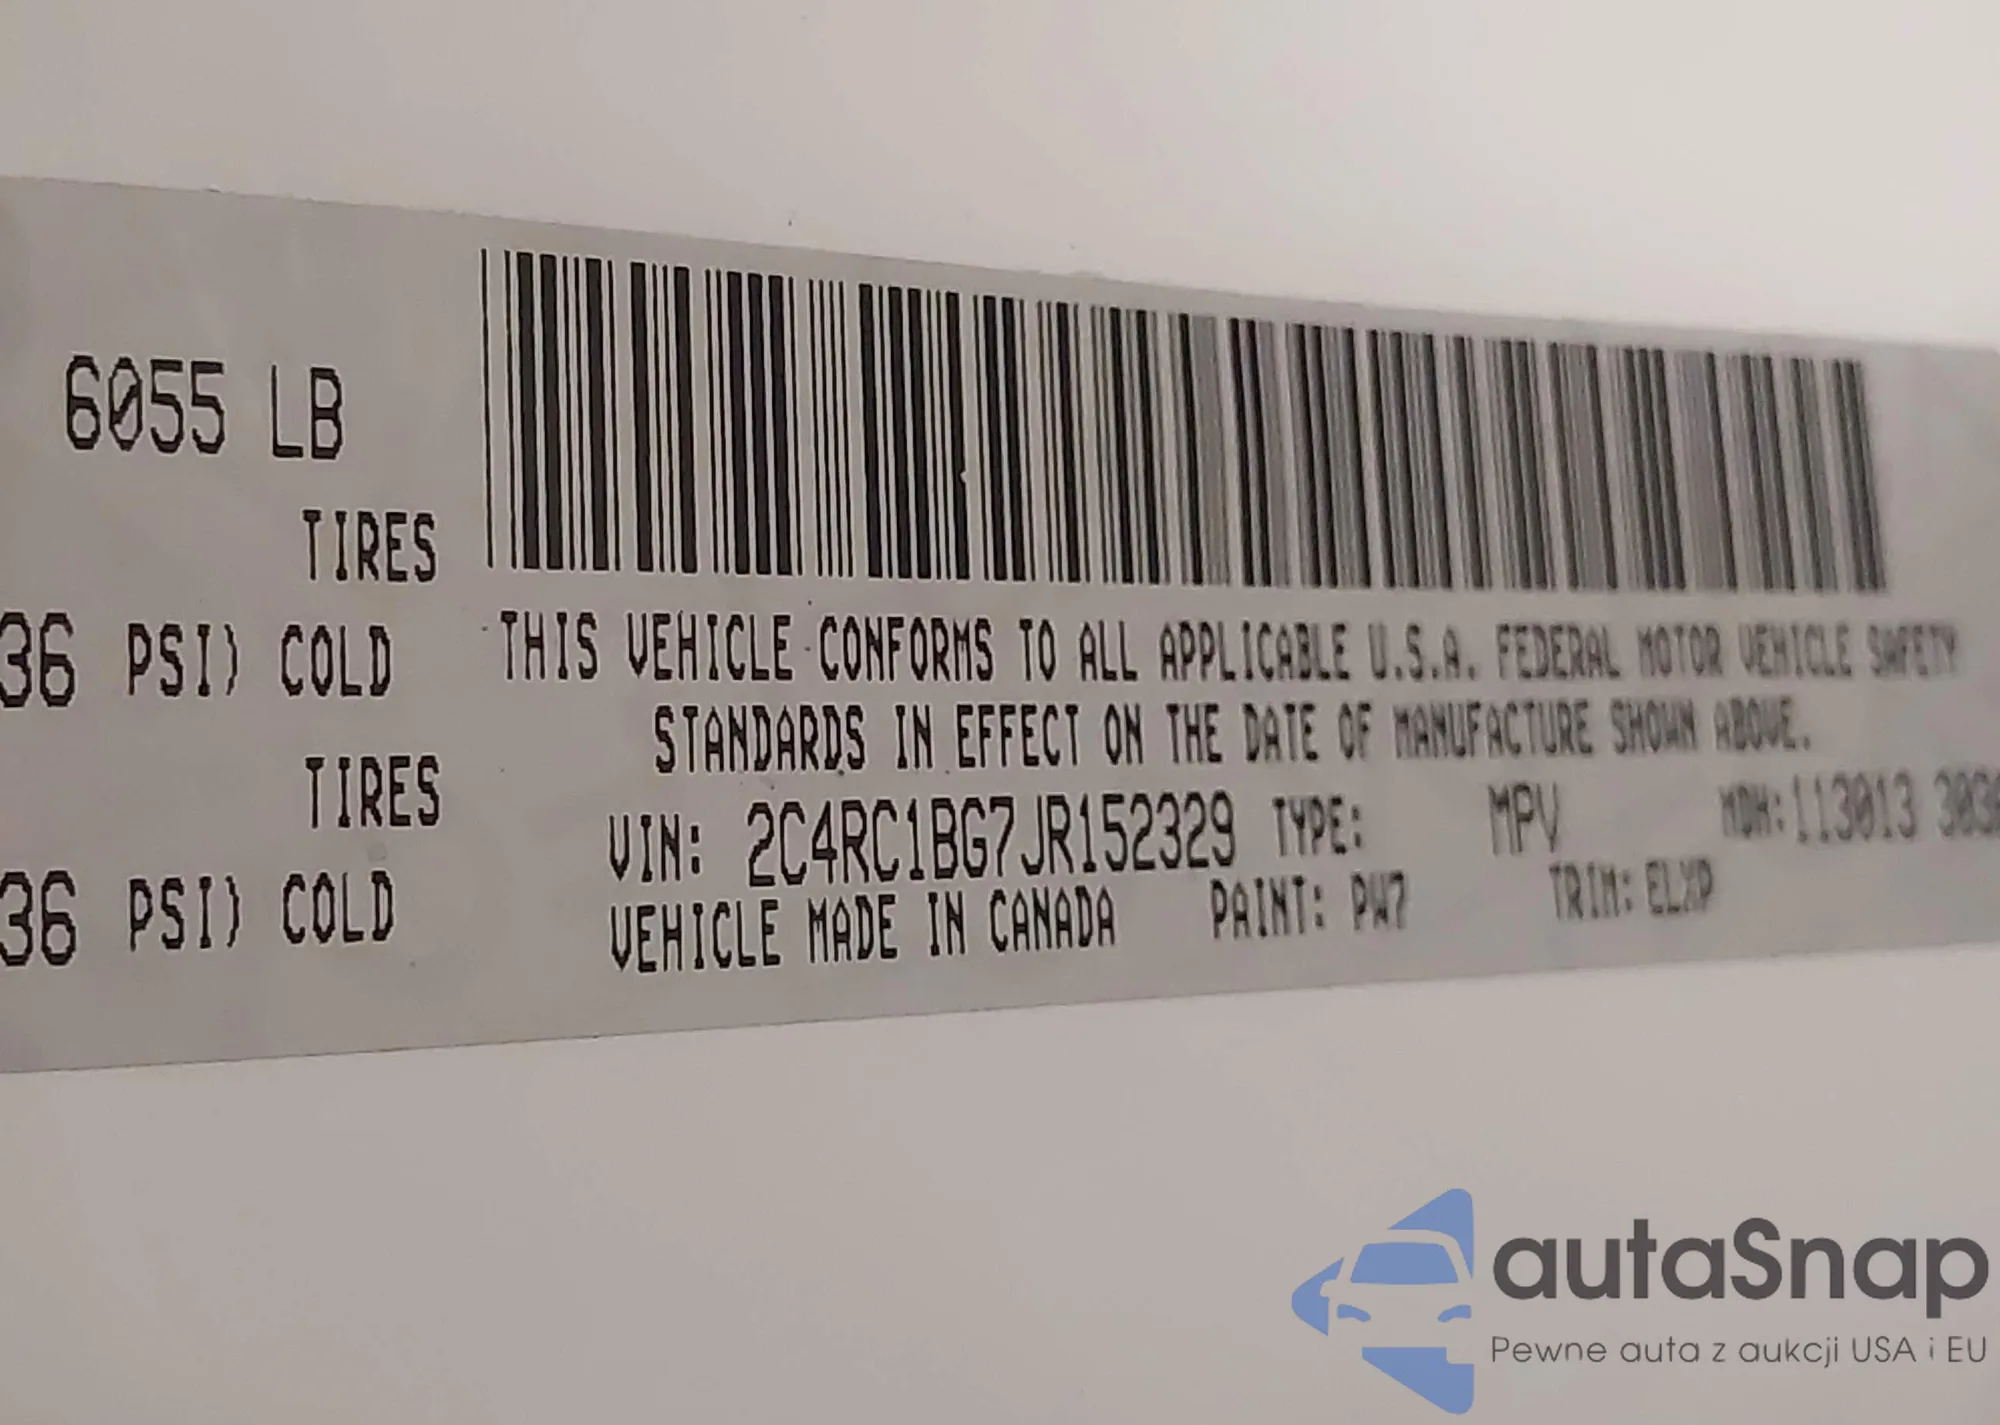 6055 LB
TIRES
36 PSI) COLD
TIRES
36 PSI) COLD
THIS VEHICLE CONFORMS TO ALL APPLICABLE U.S.A. FEDERAL MOTOR VEHICLE SAFETY
STANDARDS IN EFFECT ON THE DATE OF MANUFACTURE SHOWN ABOVE.
VIN: 2C4RC1BG7JR152329 TYPE: MPV MDH: 113013
VEHICLE MADE IN CANADA PAINT: PW7 TRIM: ELXP
autaSnap
Pewne auta z aukcji USA i EU